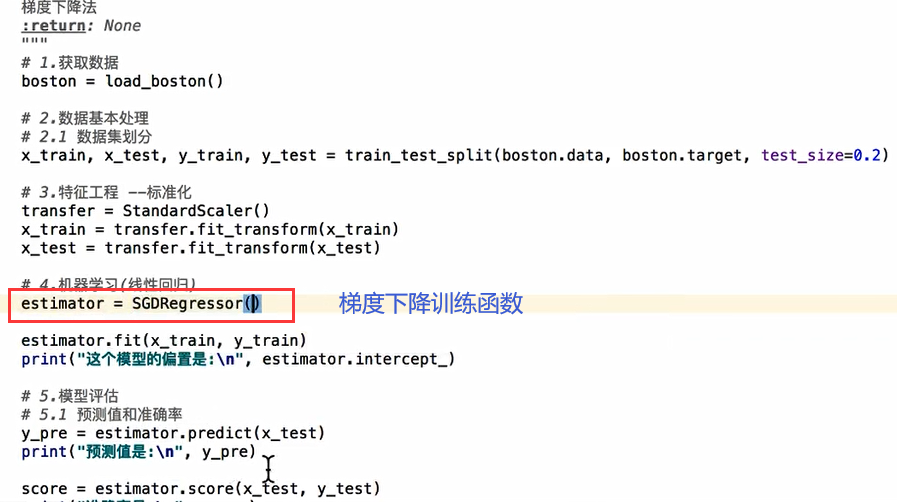 梯度下降法
:return: None
"""
# 1.获取数据
boston = load_boston()
# 2.数据基本处理
# 2.1 数据集划分
x_train, x_test, y_train, y_test = train_test_split(boston.data, boston.target, test_size=0.2)
# 3.特征工程 --标准化
transfer = StandardScaler()
x_train = transfer.fit_transform(x_train)
x_test = transfer.fit_transform(x_test)
# 4.机器学习(线性回归)
estimator = SGDRegressor() 梯度下降训练函数
estimator.fit(x_train, y_train)
print("这个模型的偏置是:\n", estimator.intercept_)
# 5.模型评估
# 5.1 预测值和准确率
y_pre = estimator.predict(x_test)
print("预测值是:\n", y_pre)
score = estimator.score(x_test, y_test)